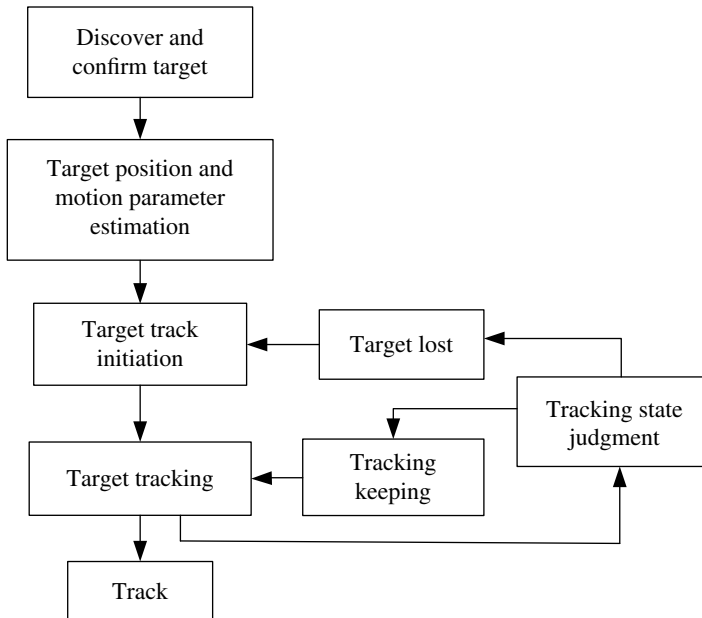 Discover and
confirm target
Target position and
motion parameter
estimation
Target track
initiation
Target lost
Tracking state
judgment
Tracking
keeping
Target tracking
Track